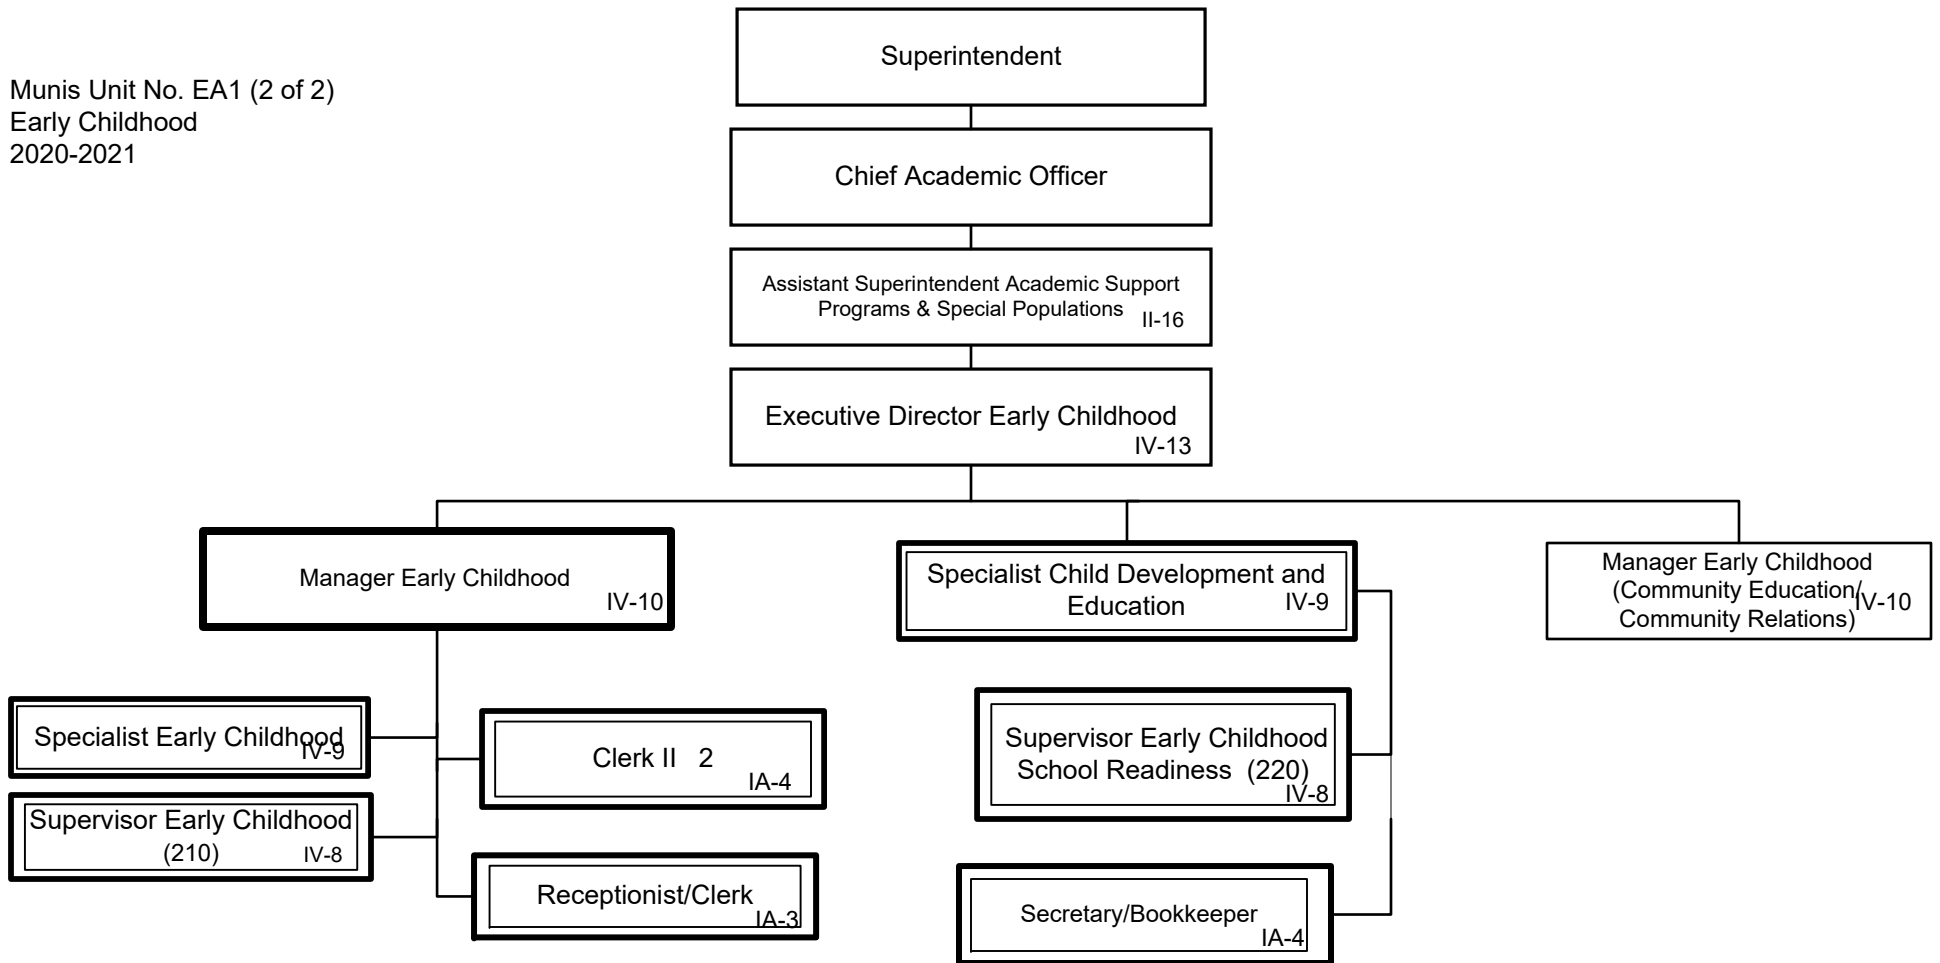 Superintendent
Munis Unit No. EA1 (2 of 2)
Early Childhood
2020-2021
Chief Academic Officer
Assistant Superintendent Academic Support
Programs & Special Populations II-16
Executive Director Early Childhood
IV-13
Manager Early Childhood
IV-10
Specialist Child Development and
Education IV-9
Manager Early Childhood
(Community Education/
Community Relations)
IV-10
Specialist Early Childhood
IV-9
Clerk II 2
IA-4
Supervisor Early Childhood
School Readiness (220)
IV-8
Supervisor Early Childhood
(210) IV-8
Receptionist/Clerk
IA-3
Secretary/Bookkeeper
IA-4